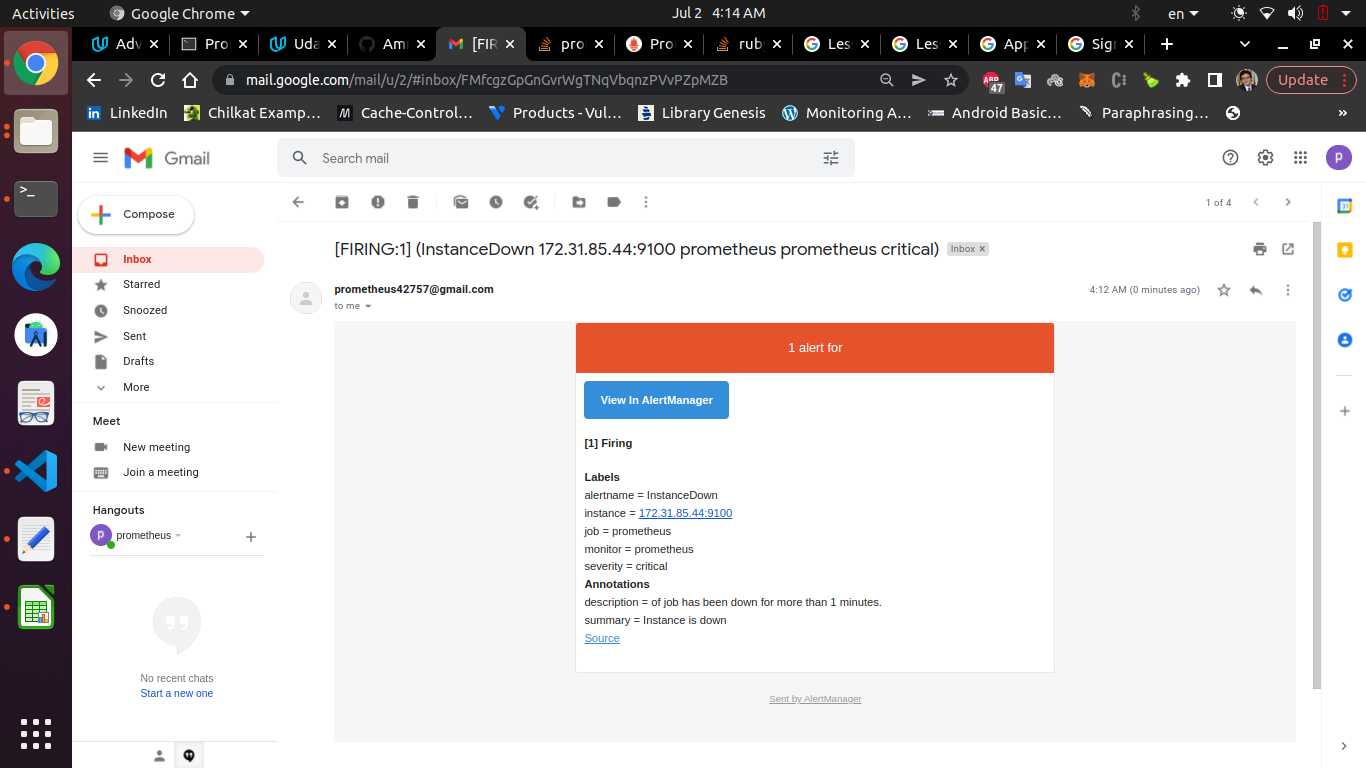 Activities Google Chrome Jul 2 4:14 AM en
Adv Pro Uda Am [FIR pro Pro rub Les Les App Sign
mail.google.com/mail/u/2/#inbox/FMfcgzGpGnGvrWgTNqVbqnzPVvPZpMZB 47 Update
LinkedIn Chilkat Examp… Cache-Control… Products - Vul… Library Genesis Monitoring A… Android Basic… Paraphrasing… »
Gmail Search mail p
Compose 1 of 4
Inbox
Starred
Snoozed
Sent
Drafts
More
Meet
New meeting
Join a meeting
Hangouts
p prometheus
No recent chats
Start a new one
[FIRING:1] (InstanceDown 172.31.85.44:9100 prometheus prometheus critical) Inbox
prometheus42757@gmail.com 4:12 AM (0 minutes ago)
to me
1 alert for
View In AlertManager
[1] Firing
Labels
alertname = InstanceDown
instance = 172.31.85.44:9100
job = prometheus
monitor = prometheus
severity = critical
Annotations
description = of job has been down for more than 1 minutes.
summary = Instance is down
Source
Sent by AlertManager